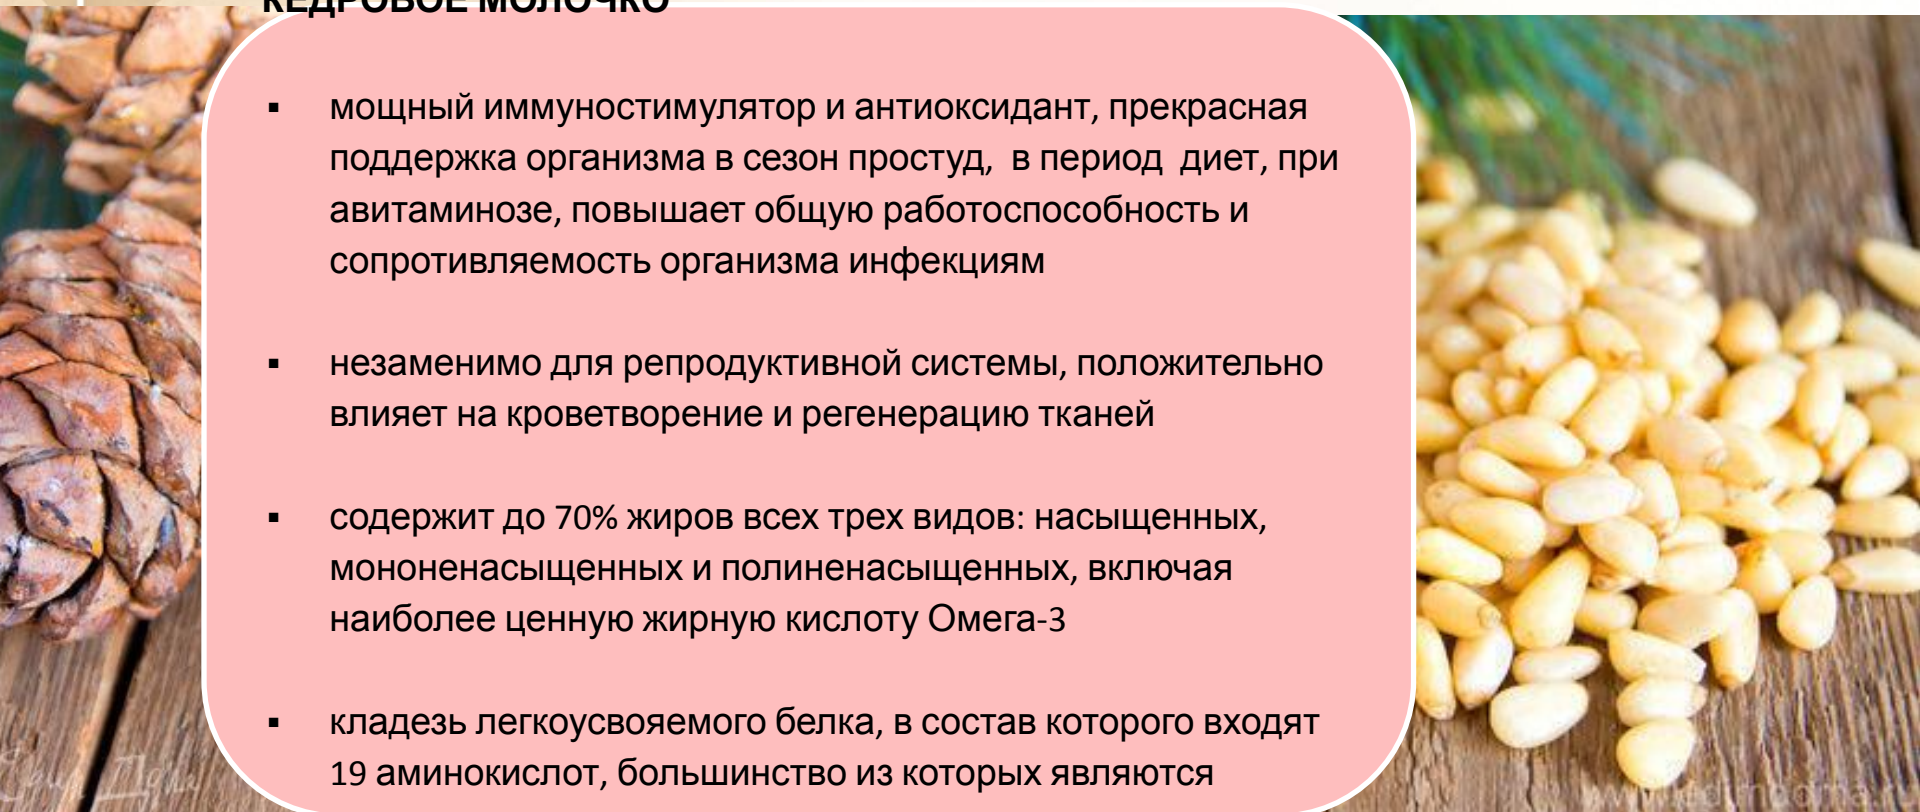 КЕДРОВОЕ МОЛОЧКО
▪ мощный иммуностимулятор и антиоксидант, прекрасная
поддержка организма в сезон простуд, в период диет, при
авитаминозе, повышает общую работоспособность и
сопротивляемость организма инфекциям
▪ незаменимо для репродуктивной системы, положительно
влияет на кроветворение и регенерацию тканей
▪ содержит до 70% жиров всех трех видов: насыщенных,
мононенасыщенных и полиненасыщенных, включая
наиболее ценную жирную кислоту Омега-3
▪ кладезь легкоусвояемого белка, в состав которого входят
19 аминокислот, большинство из которых являются